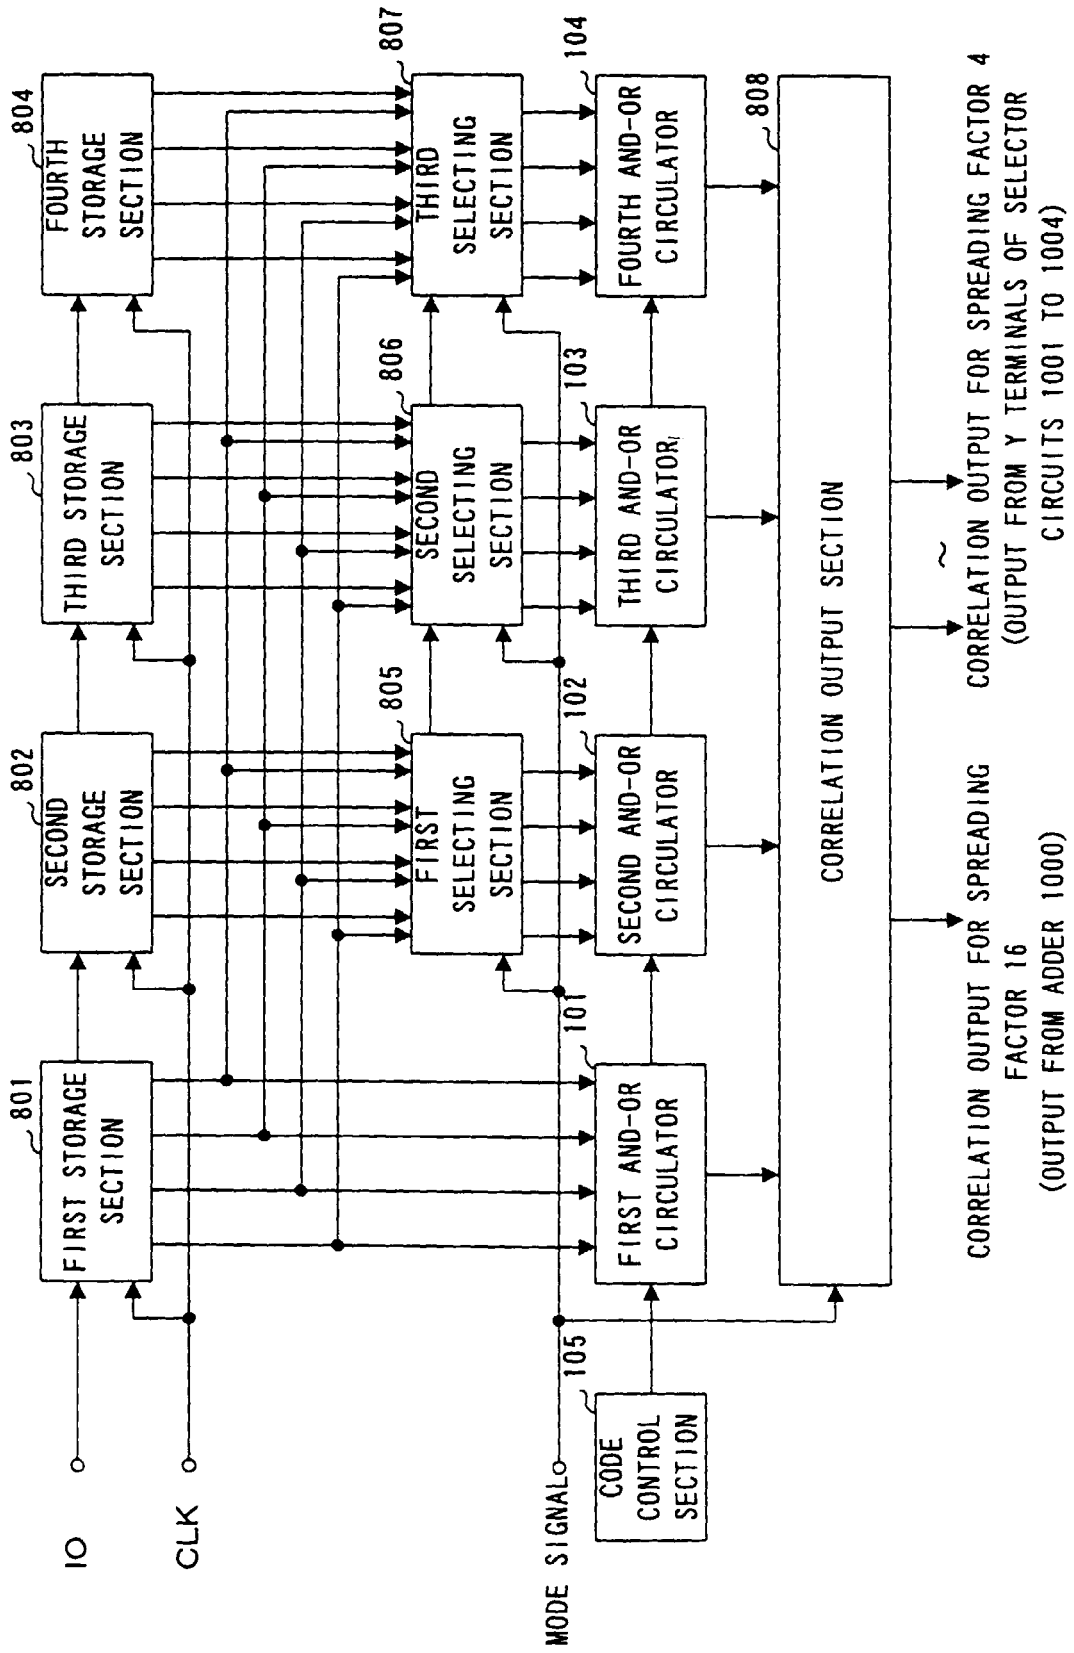 IO
CLK
MODE SIGNAL
801
FIRST STORAGE
SECTION
802
SECOND
STORAGE
SECTION
803
THIRD STORAGE
SECTION
804
FOURTH
STORAGE
SECTION
805
FIRST
SELECTING
SECTION
806
SECOND
SELECTING
SECTION
807
THIRD
SELECTING
SECTION
105
CODE
CONTROL
SECTION
101
FIRST AND-OR
CIRCULATOR
102
SECOND AND-OR
CIRCULATOR
103
THIRD AND-OR
CIRCULATOR
104
FOURTH AND-OR
CIRCULATOR
808
CORRELATION OUTPUT SECTION
~
CORRELATION OUTPUT FOR SPREADING
FACTOR 16
(OUTPUT FROM ADDER 1000)
CORRELATION OUTPUT FOR SPREADING FACTOR 4
(OUTPUT FROM Y TERMINALS OF SELECTOR
CIRCUITS 1001 TO 1004)